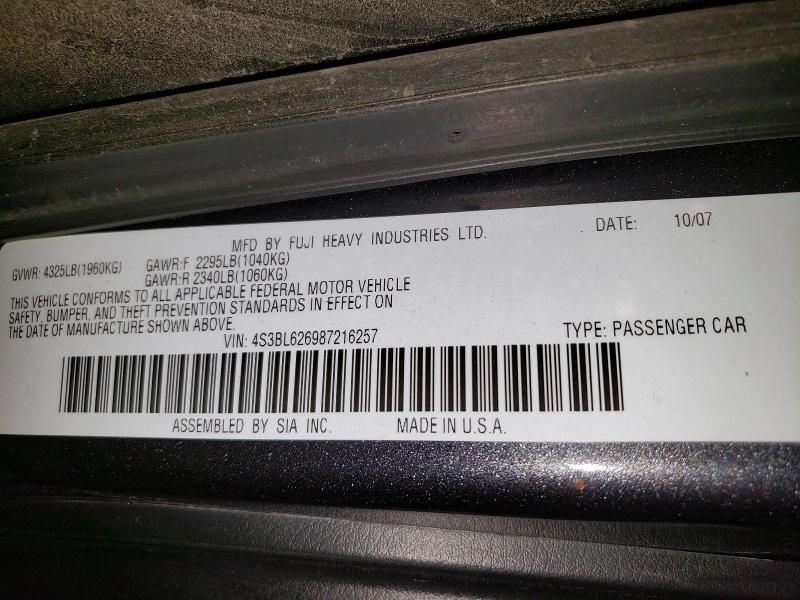 MFD BY FUJI HEAVY INDUSTRIES LTD. DATE: 10/07
GVWR: 4325LB(1960KG) GAWR:F 2295LB(1040KG)
GAWR:R 2340LB(1060KG)
THIS VEHICLE CONFORMS TO ALL APPLICABLE FEDERAL MOTOR VEHICLE
SAFETY, BUMPER, AND THEFT PREVENTION STANDARDS IN EFFECT ON
THE DATE OF MANUFACTURE SHOWN ABOVE.
VIN: 4S3BL626987216257 TYPE: PASSENGER CAR
ASSEMBLED BY SIA INC. MADE IN U.S.A.